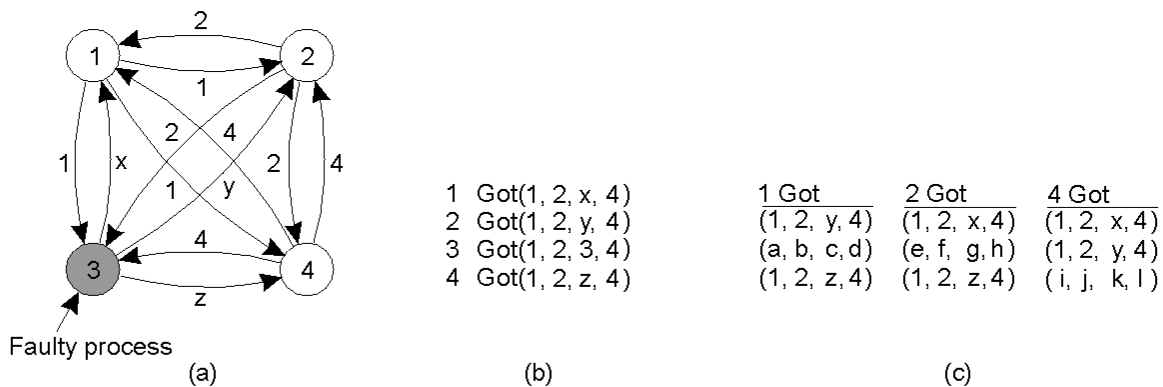 2
1
2
1
2
4
1
x
1
y
2
4
4
3
4
z
Faulty process
(a)
1 Got(1, 2, x, 4)
2 Got(1, 2, y, 4)
3 Got(1, 2, 3, 4)
4 Got(1, 2, z, 4)
(b)
1 Got
(1, 2, y, 4)
(a, b, c, d)
(1, 2, z, 4)
2 Got
(1, 2, x, 4)
(e, f, g, h)
(1, 2, z, 4)
4 Got
(1, 2, x, 4)
(1, 2, y, 4)
(i, j, k, l)
(c)